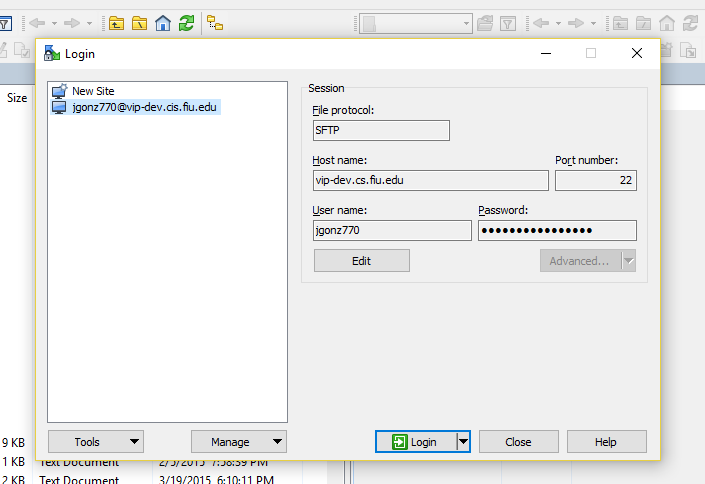 Login
Size
New Site
jgonz770@vip-dev.cis.fiu.edu
Session
File protocol:
SFTP
Host name: Port number:
vip-dev.cs.fiu.edu 22
User name: Password:
jgonz770 ••••••••••••••••
Edit Advanced...
Tools Manage Login Close Help
9 KB
1 KB Text Document 2/5/2015 7:58:39 PM
2 KB Text Document 3/19/2015 6:10:11 PM